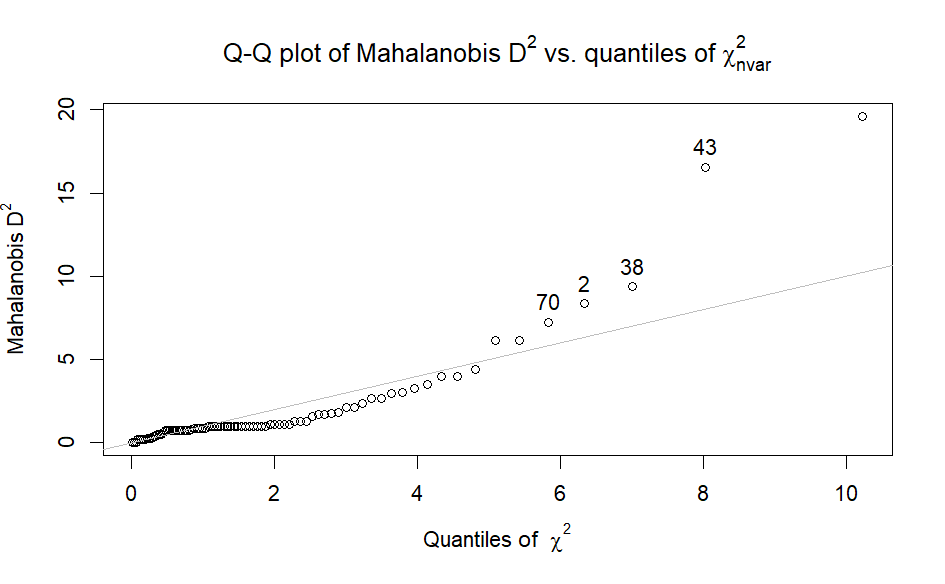 Q-Q plot of Mahalanobis D² vs. quantiles of χ²nvar
20
43
15
Mahalanobis D²
10
38
2
70
5
0
0 2 4 6 8 10
Quantiles of χ²